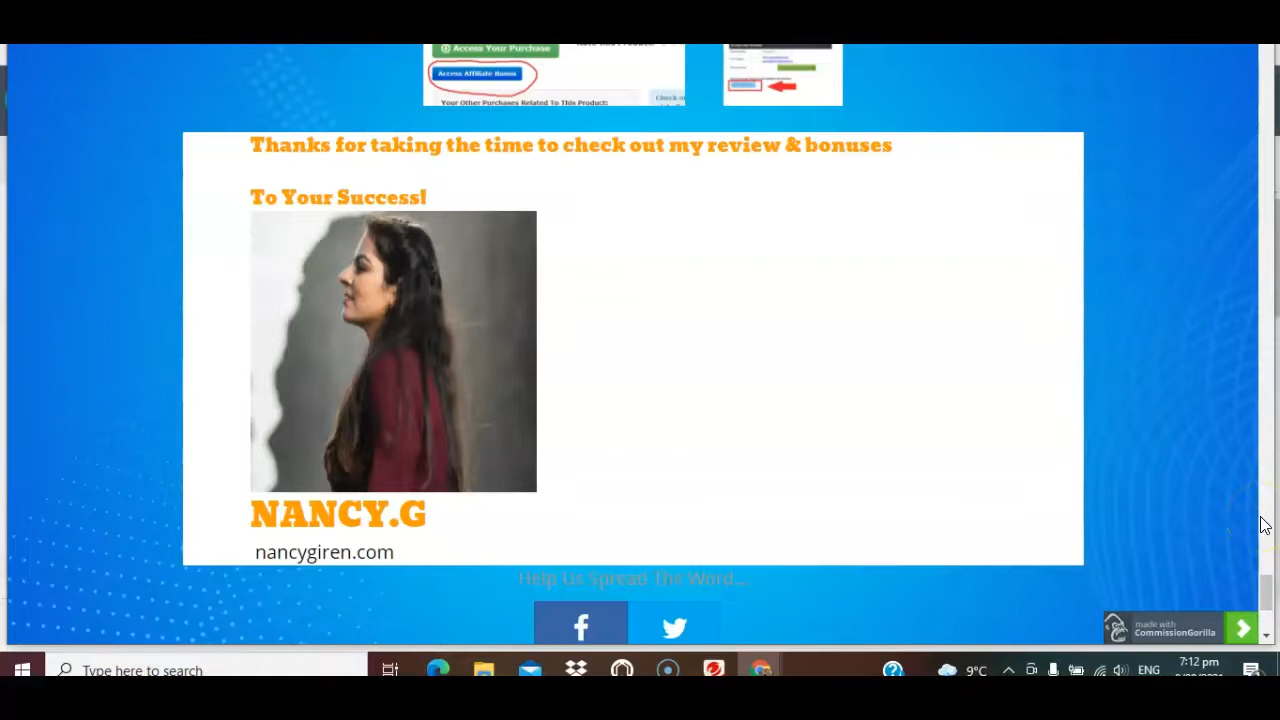 Access Your Purchase
Access Affiliate Bonus
Your Other Purchases Related To This Product:
Check ou
Thanks for taking the time to check out my review & bonuses
To Your Success!
NANCY.G
nancygiren.com
Help Us Spread The Word...
made with
CommissionGorilla
Type here to search
9°C
ENG
7:12 pm